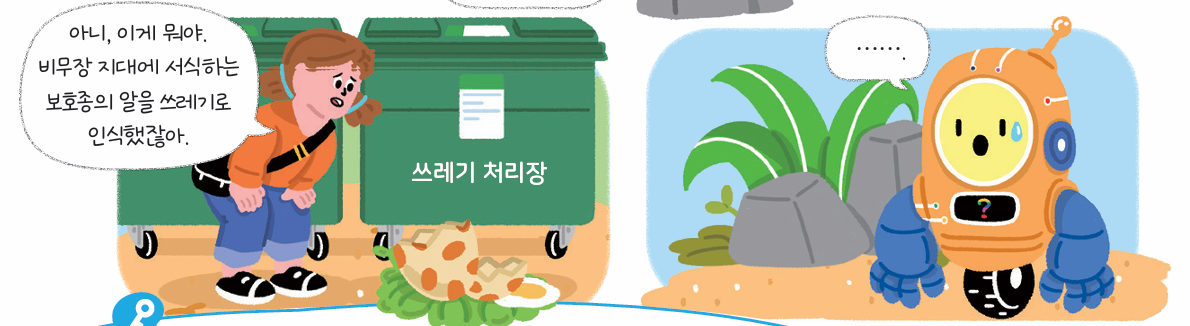 아니, 이게 뭐야.
비무장 지대에 서식하는
보호종의 알을 쓰레기로
인식했잖아.
쓰레기 처리장
…….
?